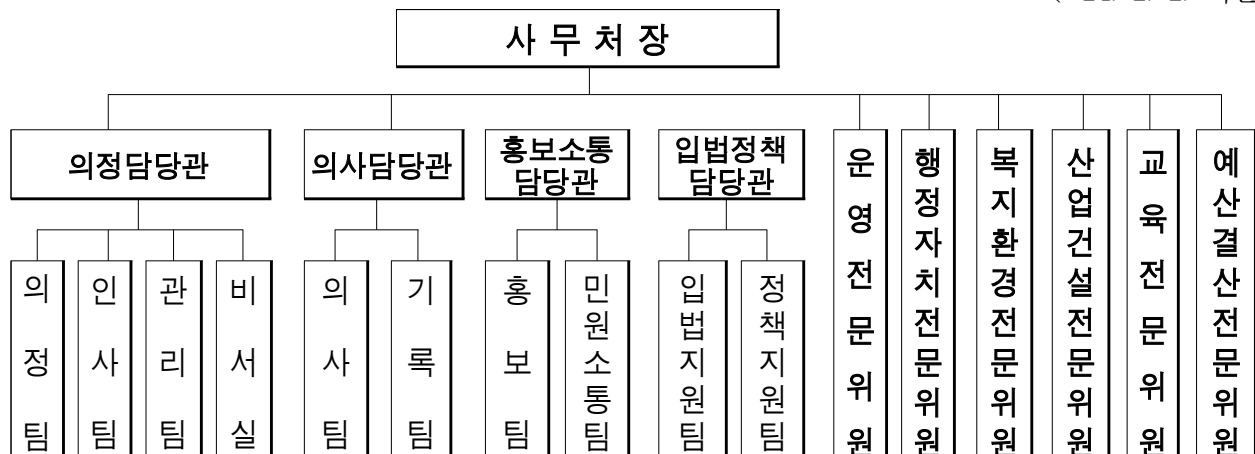 사 무 처 장
의정담당관
의사담당관
홍보소통
담당관
입법정책
담당관
운영전문위원
행정자치전문위원
복지환경전문위원
산업건설전문위원
교육전문위원
예산결산전문위원
의정팀
인사팀
관리팀
비서실
의사팀
기록팀
홍보팀
민원소통팀
입법지원팀
정책지원팀